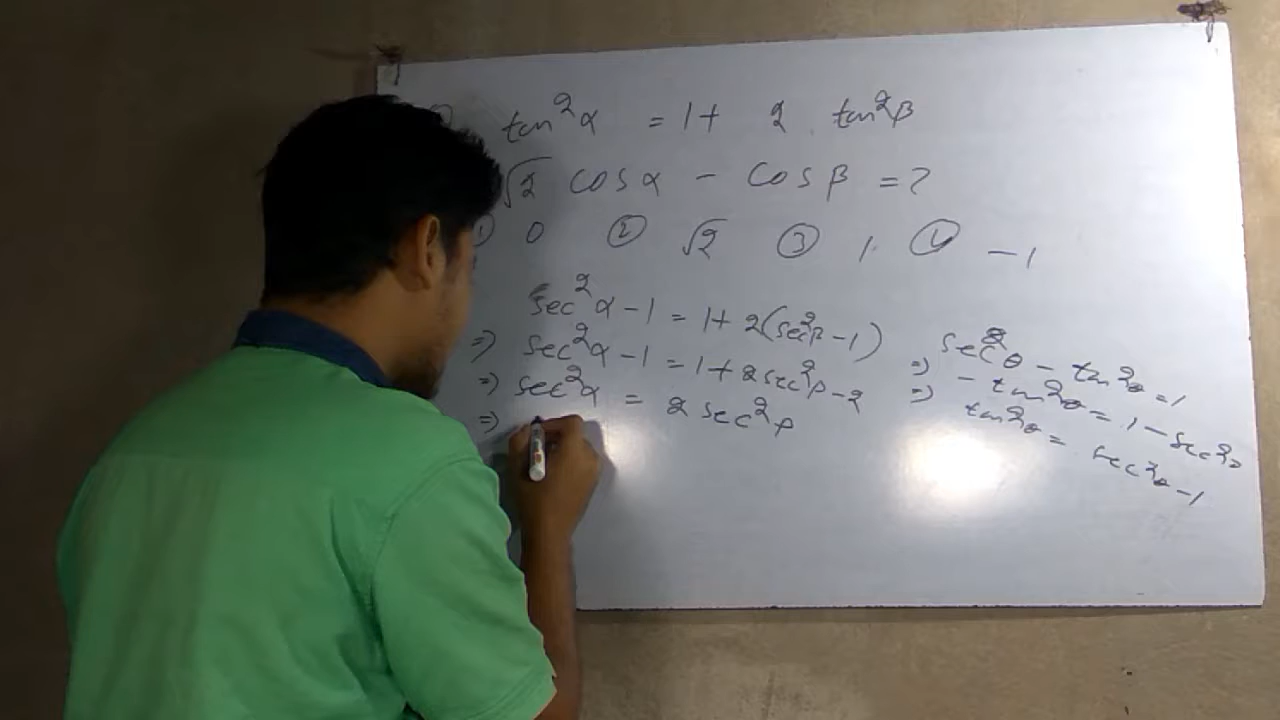 tan²α = 1 + 2 tan²β
√2 cosα - cosβ = ?
① 0 ② √2 ③ 1 ④ -1
sec²α - 1 = 1 + 2(sec²β - 1)
⇒ sec²α - 1 = 1 + 2sec²β - 2
⇒ sec²α = 2 sec²β
⇒
sec²θ - tan²θ = 1
⇒ - tan²θ = 1 - sec²θ
⇒ tan²θ = sec²θ - 1